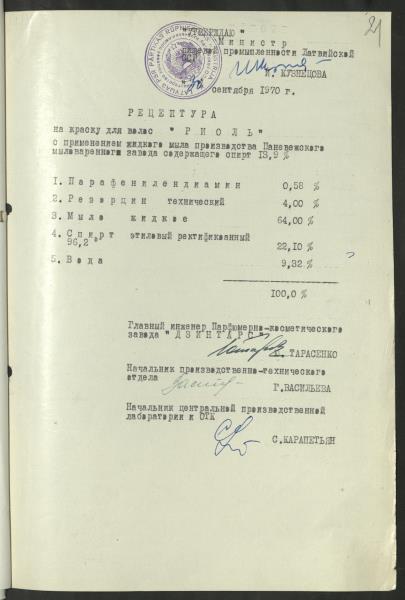 21
"УТВЕРЖДАЮ"
Министр
пищевой промышленности Латвийской
ССР
И. КУЗНЕЦОВА
сентября 1970 г.
РЕЦЕПТУРА
на краску для волос "РИОЛЬ"
с применением жидкого мыла производства Паневежского
мыловаренного завода содержащего спирт 13,9 %
1. Парафенилендиамин 0,58 %
2. Резорцин технический 4,00 %
3. Мыло жидкое 64,00 %
4. Спирт этиловый ректификованный
96,2° 22,10 %
5. Вода 9,32 %
100,0 %
Главный инженер Парфюмерно-косметического
завода "ДЗИНТАРС"
ТАРАСЕНКО
Начальник производственно-технического
отдела
Г.ВАСИЛЬЕВА
Начальник центральной производственной
лаборатории и ОТК
С.КАРАПЕТЬЯН